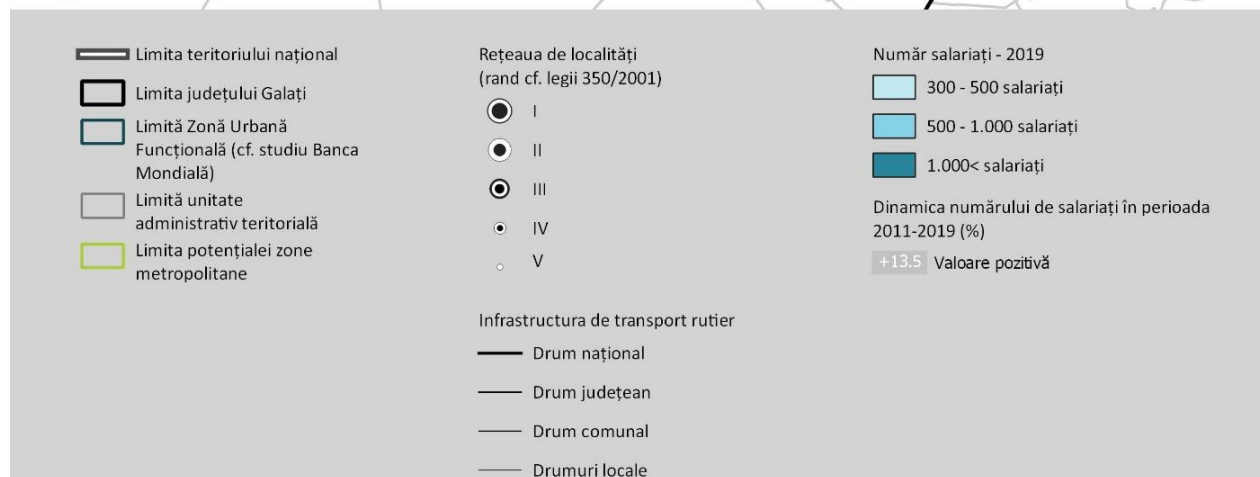 Limita teritoriului național
Limita județului Galați
Limită Zonă Urbană
Funcțională (cf. studiu Banca
Mondială)
Limită unitate
administrativ teritorială
Limita potențialei zone
metropolitane
Rețeaua de localități
(rand cf. legii 350/2001)
I
II
III
IV
V
Infrastructura de transport rutier
Drum național
Drum județean
Drum comunal
Drumuri locale
Număr salariați - 2019
300 - 500 salariați
500 - 1.000 salariați
1.000< salariați
Dinamica numărului de salariați în perioada
2011-2019 (%)
+13.5 Valoare pozitivă